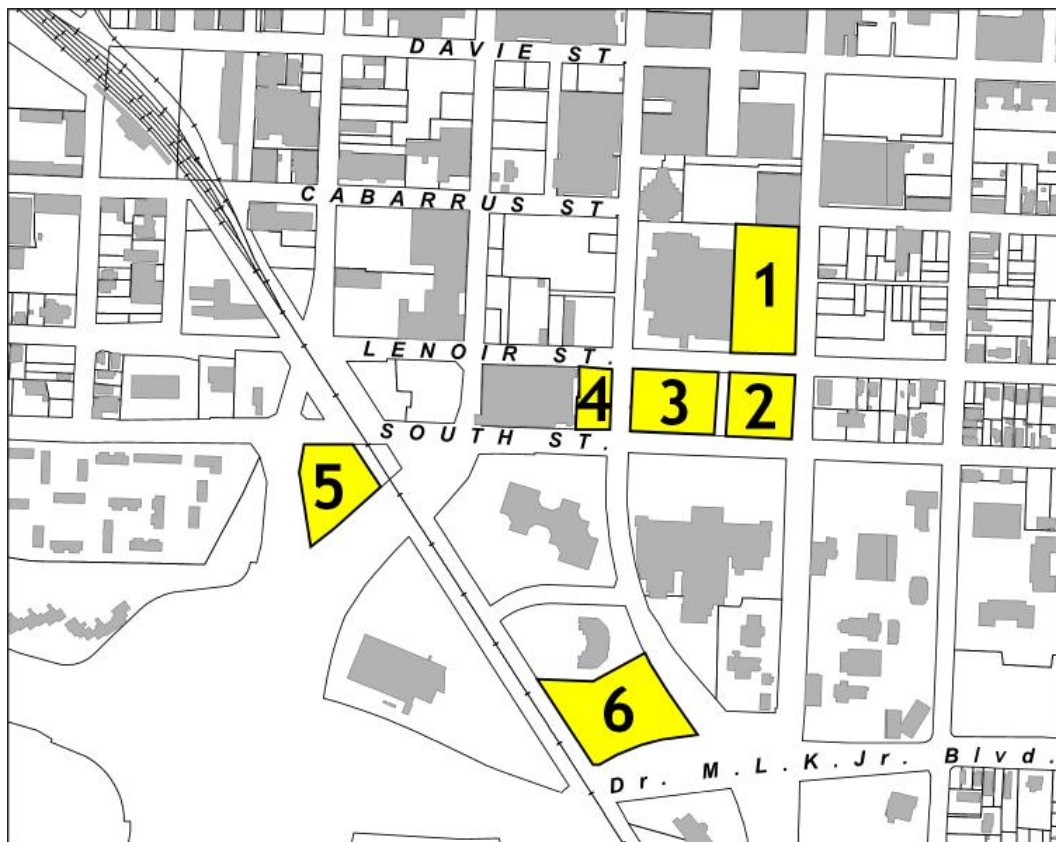 DAVIE ST.
CABARRUS ST.
1
LENOIR ST.
4
3
2
SOUTH ST.
5
6
Dr. M.L.K.Jr. Blvd.